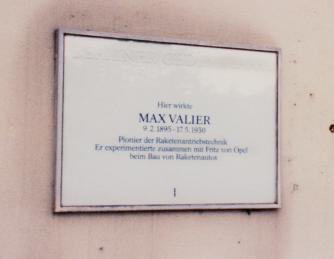 Hier wirkte
MAX VALIER
9. 2. 1895 - 17. 5. 1930
Pionier der Raketenantriebstechnik
Er experimentierte zusammen mit Fritz von Opel
beim Bau von Raketenautos